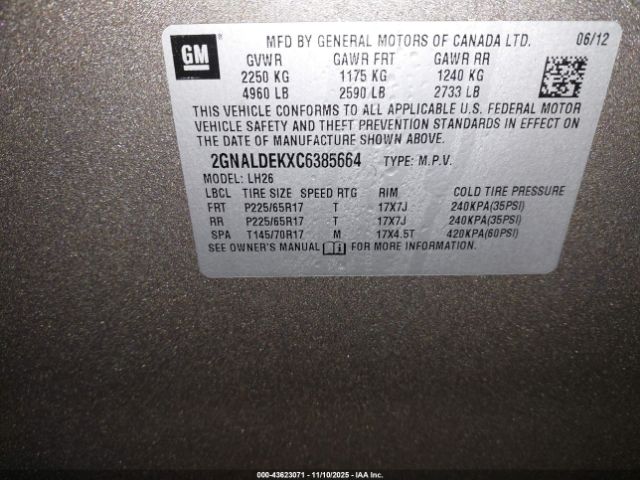 GM
MFD BY GENERAL MOTORS OF CANADA LTD. 06/12
GVWR GAWR FRT GAWR RR
2250 KG 1175 KG 1240 KG
4960 LB 2590 LB 2733 LB
THIS VEHICLE CONFORMS TO ALL APPLICABLE U.S. FEDERAL MOTOR
VEHICLE SAFETY AND THEFT PREVENTION STANDARDS IN EFFECT ON
THE DATE OF MANUFACTURE SHOWN ABOVE.
2GNALDEKXC6385664 TYPE: M.P.V.
MODEL: LH26
LBCL TIRE SIZE SPEED RTG RIM COLD TIRE PRESSURE
FRT P225/65R17 T 17X7J 240KPA(35PSI)
RR P225/65R17 T 17X7J 240KPA(35PSI)
SPA T145/70R17 M 17X4.5T 420KPA(60PSI)
SEE OWNER'S MANUAL FOR MORE INFORMATION.
000-43623071 - 11/10/2025 - IAAI, Inc.